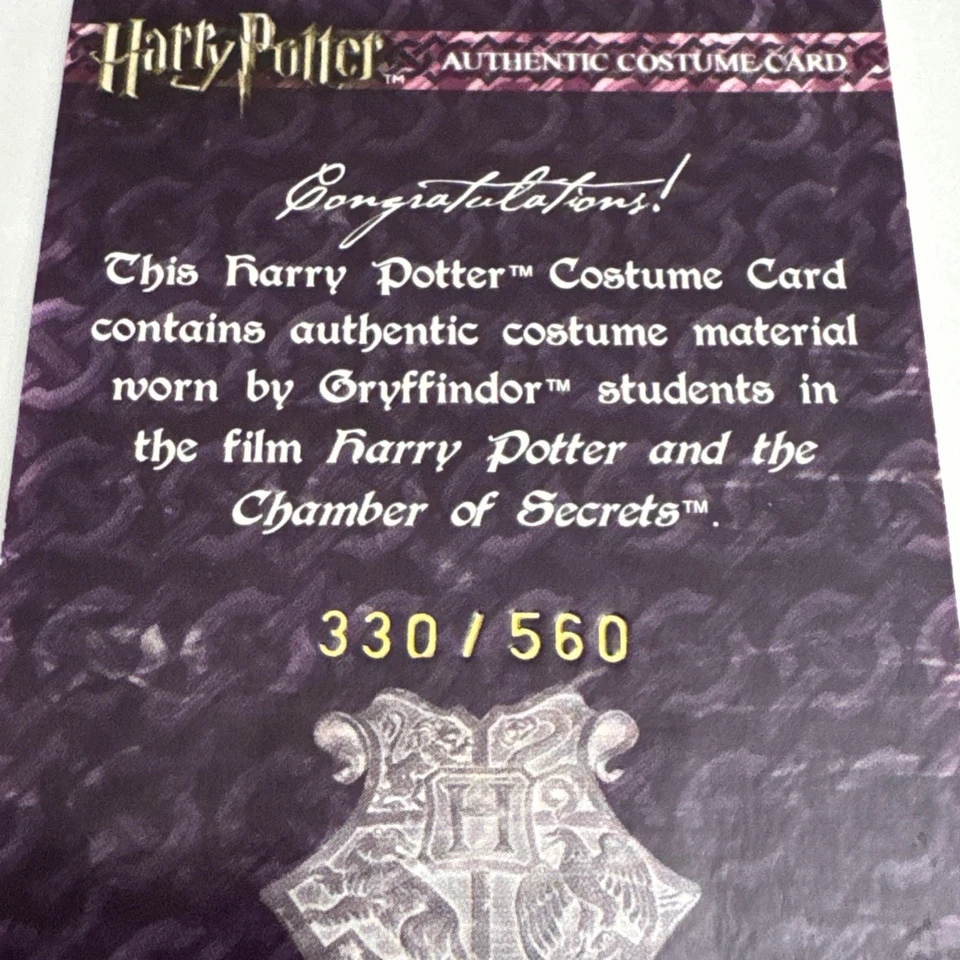 Harry Potter™ AUTHENTIC COSTUME CARD
Congratulations!
This Harry Potter™ Costume Card
contains authentic costume material
worn by Gryffindor™ students in
the film Harry Potter and the
Chamber of Secrets™.
330/560
H